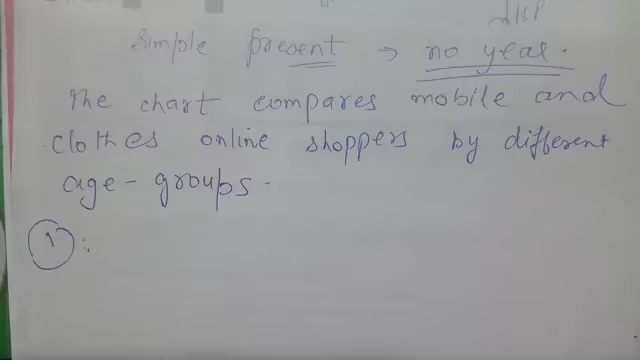 Simple present → no year.
The chart compares mobile and
clothes online shoppers by different
age-groups.
1: